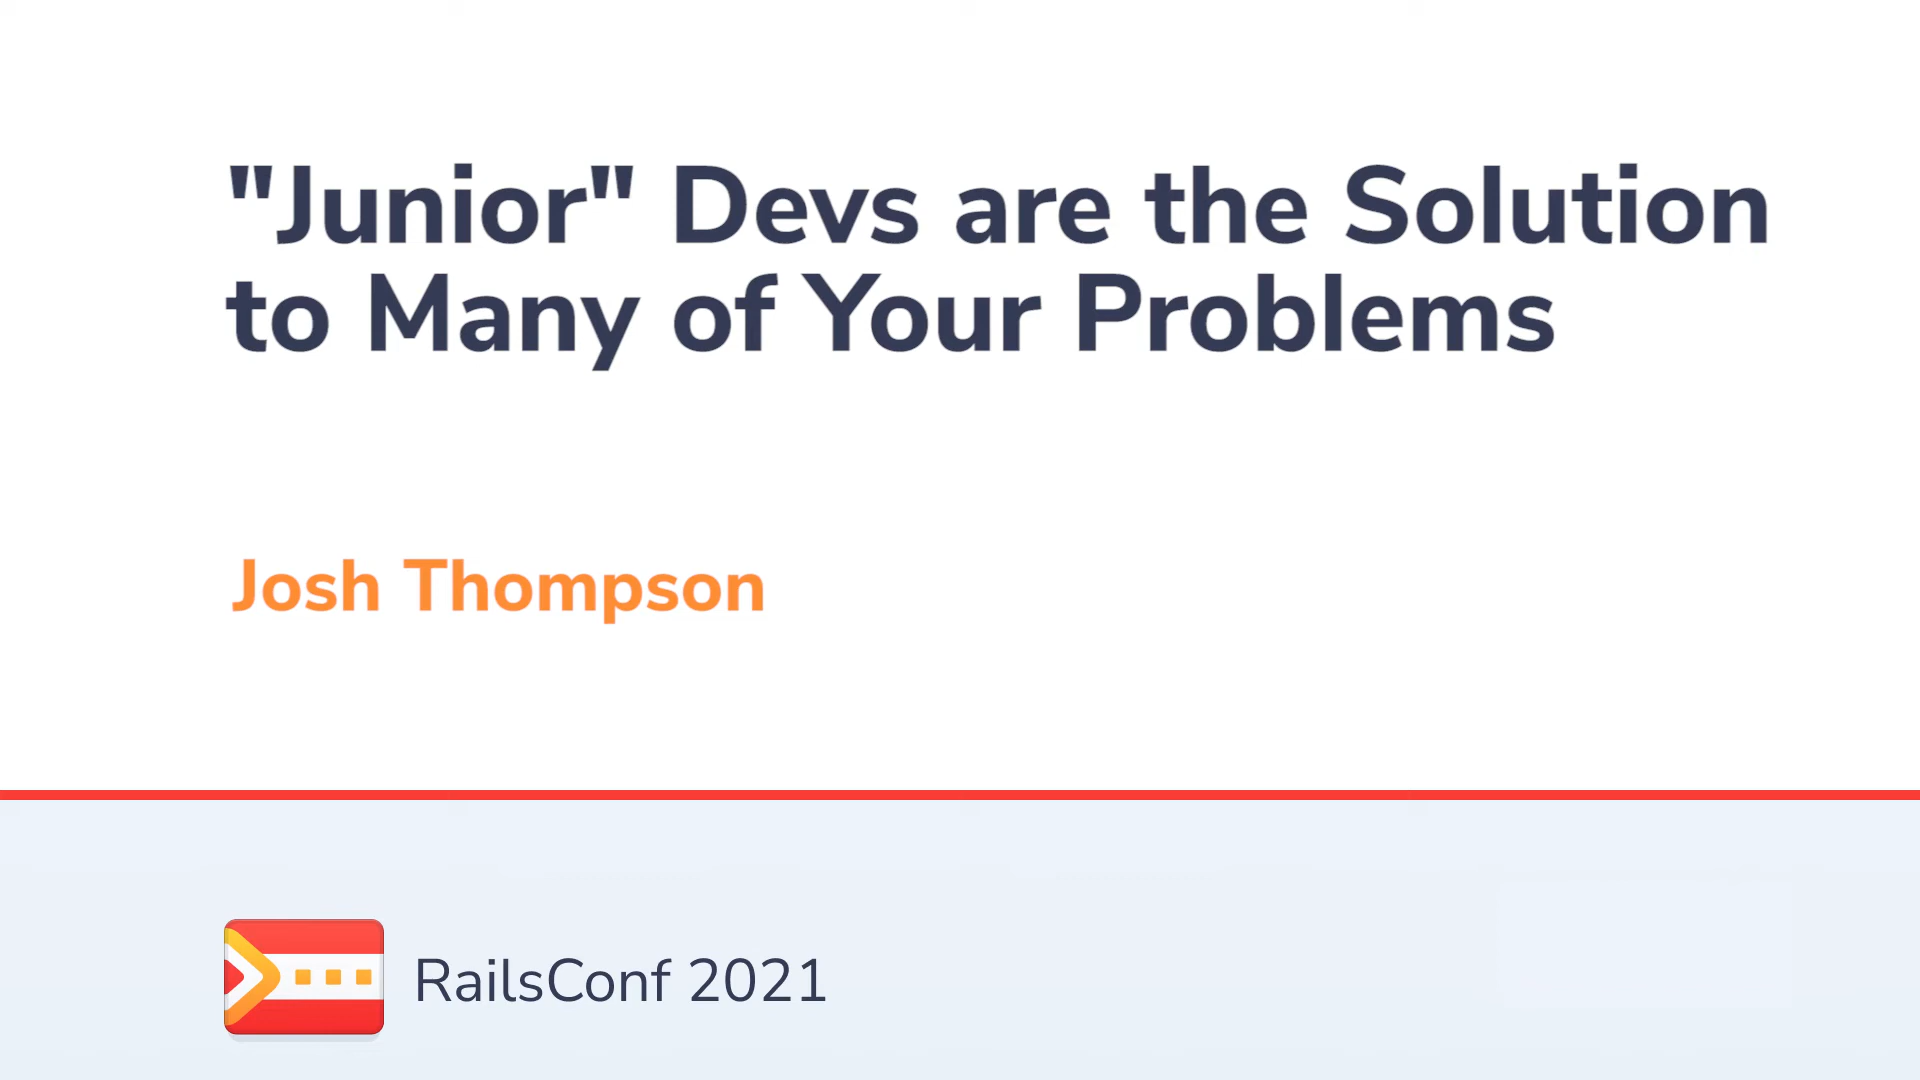 "Junior" Devs are the Solution
to Many of Your Problems
Josh Thompson
RailsConf 2021